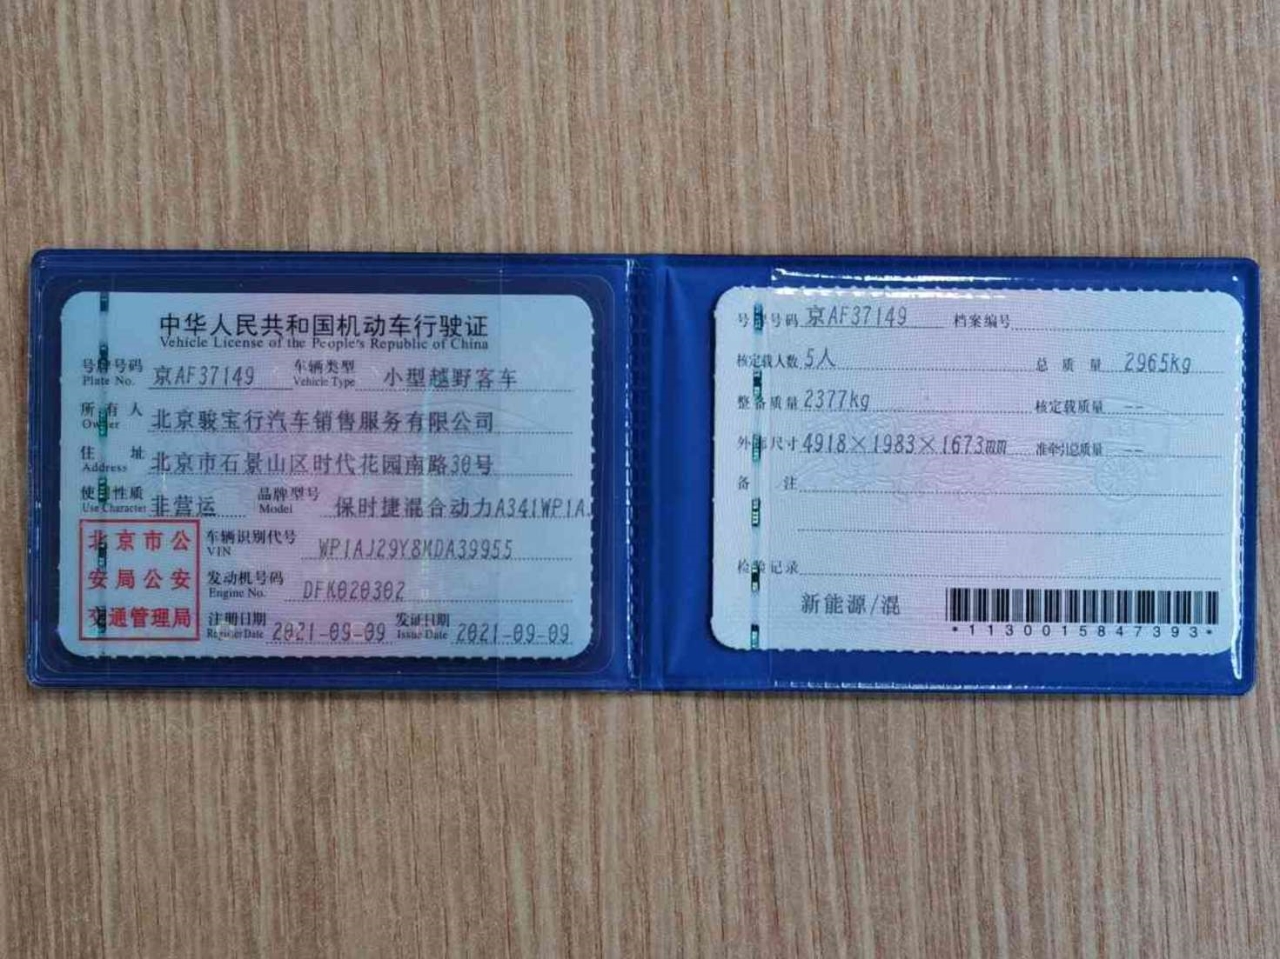 中华人民共和国机动车行驶证
Vehicle License of the People's Republic of China
号牌号码 京AF37149 车辆类型 小型越野客车
Plate No. Vehicle Type
所有人 北京骏宝行汽车销售服务有限公司
Owner
住址 北京市石景山区时代花园南路30号
Address
使用性质 非营运 品牌型号 保时捷混合动力A341WP1A
Use Character Model
北京市公
安局公安
交通管理局
车辆识别代号 WP1AJ29Y8MDA39955
VIN
发动机号码 DFK020302
Engine No.
注册日期 2021-09-09 发证日期 2021-09-09
Register Date Issue Date
号牌号码 京AF37149 档案编号
核定载人数 5人 总质量 2965kg
整备质量 2377kg 核定载质量 --
外廓尺寸 4918×1983×1673mm 准牵引总质量 --
备注
检验记录
新能源/混
*1130015847393*